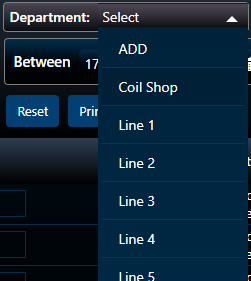 Department: Select
ADD
Between 17
Coil Shop
Reset
Line 1
Line 2
Line 3
Line 4
Line 5